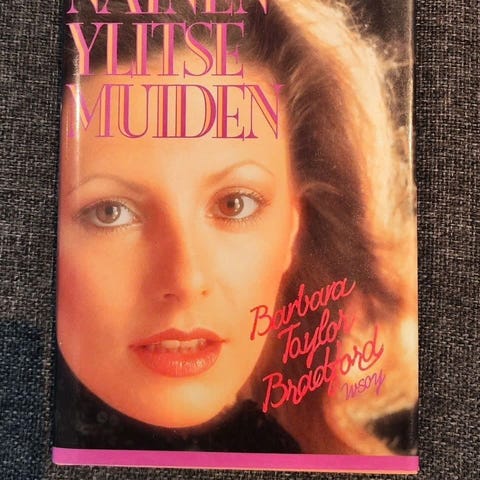 NAINEN
YLITSE
MUIDEN
Barbara
Taylor
Bradford
WSOY